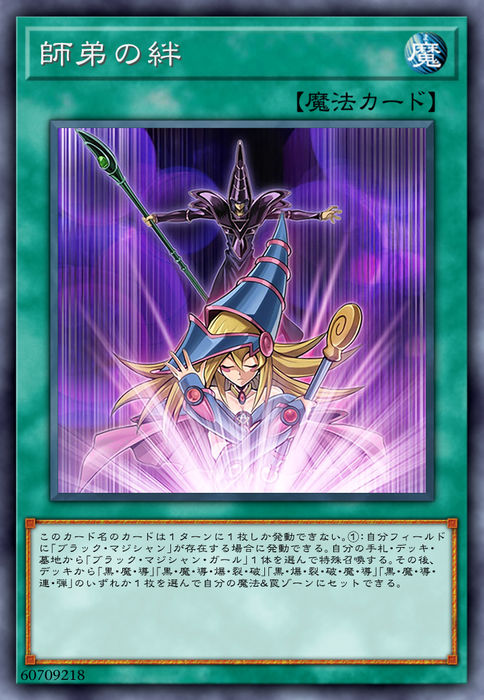 師弟の絆
魔
【魔法カード】
このカード名のカードは1ターンに1枚しか発動できない。①:自分フィールド
に「ブラック・マジシャン」が存在する場合に発動できる。自分の手札・デッキ・
墓地から「ブラック・マジシャン・ガール」1体を選んで特殊召喚する。その後、
デッキから「黒・魔・導」「黒・魔・導・爆・裂・破」「黒・爆・裂・破・魔・導」「黒・魔・導・
連・弾」のいずれか1枚を選んで自分の魔法&罠ゾーンにセットできる。
60709218